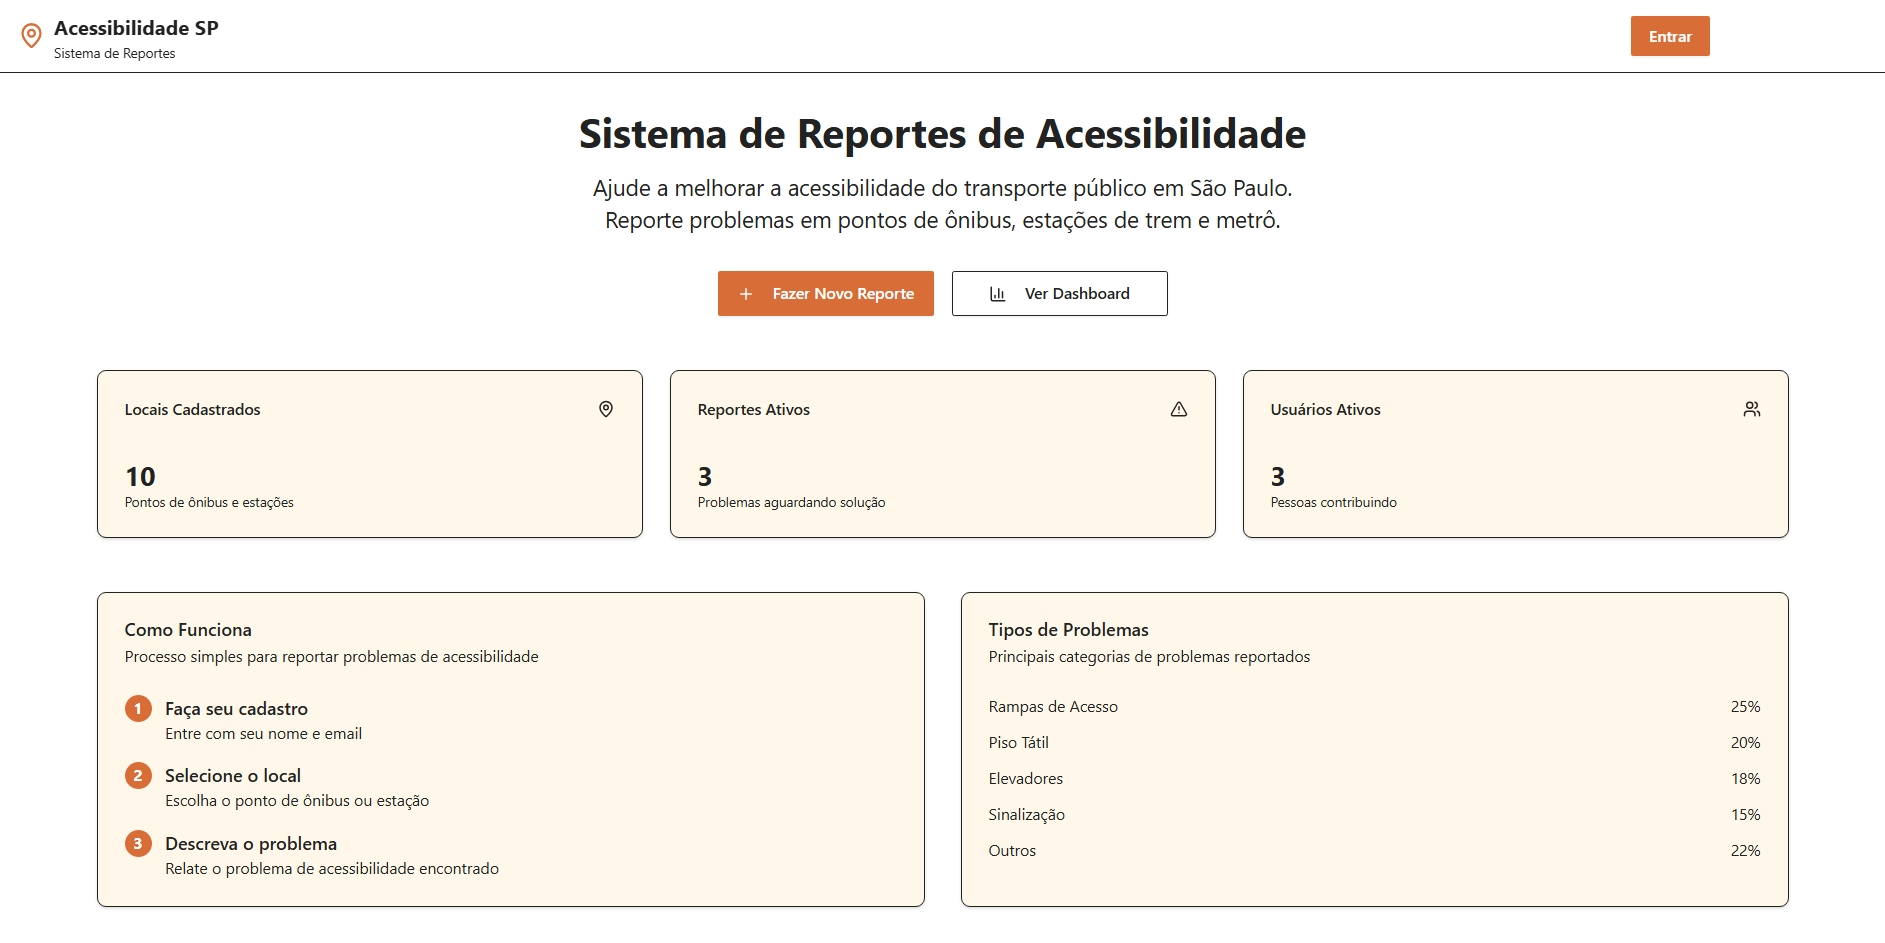 Acessibilidade SP
Sistema de Reportes
Entrar
Sistema de Reportes de Acessibilidade
Ajude a melhorar a acessibilidade do transporte público em São Paulo.
Reporte problemas em pontos de ônibus, estações de trem e metrô.
Fazer Novo Reporte
Ver Dashboard
Locais Cadastrados
10
Pontos de ônibus e estações
Reportes Ativos
3
Problemas aguardando solução
Usuários Ativos
3
Pessoas contribuindo
Como Funciona
Processo simples para reportar problemas de acessibilidade
1 Faça seu cadastro
Entre com seu nome e email
2 Selecione o local
Escolha o ponto de ônibus ou estação
3 Descreva o problema
Relate o problema de acessibilidade encontrado
Tipos de Problemas
Principais categorias de problemas reportados
Rampas de Acesso 25%
Piso Tátil 20%
Elevadores 18%
Sinalização 15%
Outros 22%